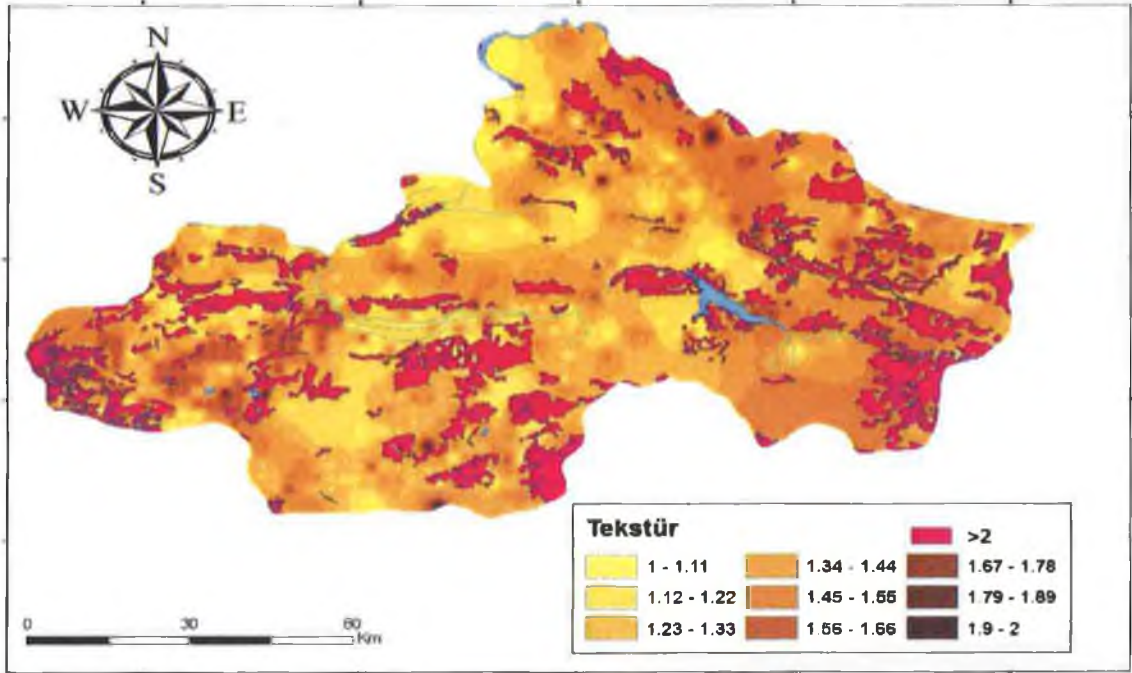 N
W E
S
Tekstür
>2
1 - 1.11
1.34 - 1.44
1.67 - 1.78
1.12 - 1.22
1.45 - 1.55
1.79 - 1.89
1.23 - 1.33
1.56 - 1.66
1.9 - 2
0 30 60
Km